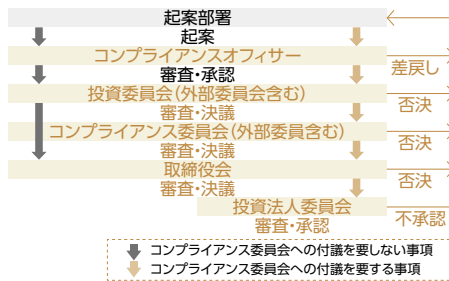 起案部署
起案
コンプライアンスオフィサー
差戻し
審査・承認
投資委員会（外部委員会含む）
否決
審査・決議
コンプライアンス委員会（外部委員含む）
否決
審査・決議
取締役会
否決
審査・決議
投資法人委員会
不承認
審査・承認
コンプライアンス委員会への付議を要しない事項
コンプライアンス委員会への付議を要する事項